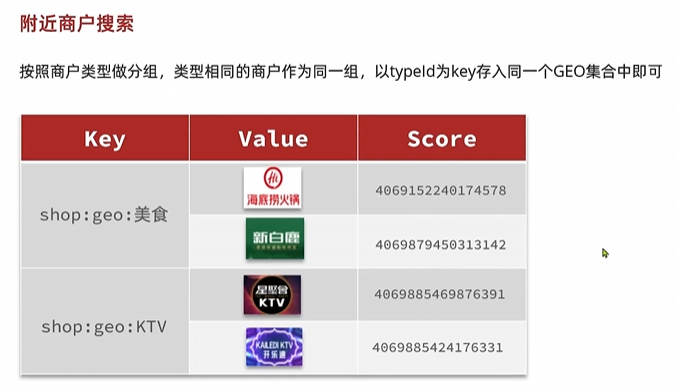 附近商户搜索
按照商户类型做分组，类型相同的商户作为同一组，以typeId为key存入同一个GEO集合中即可
Key Value Score
shop:geo:美食
Hi
海底捞火锅
4069152240174578
新白鹿
4069879450313142
shop:geo:KTV
星聚会
KTV
4069885469876391
KAILEDI KTV
开乐迪
4069885424176331